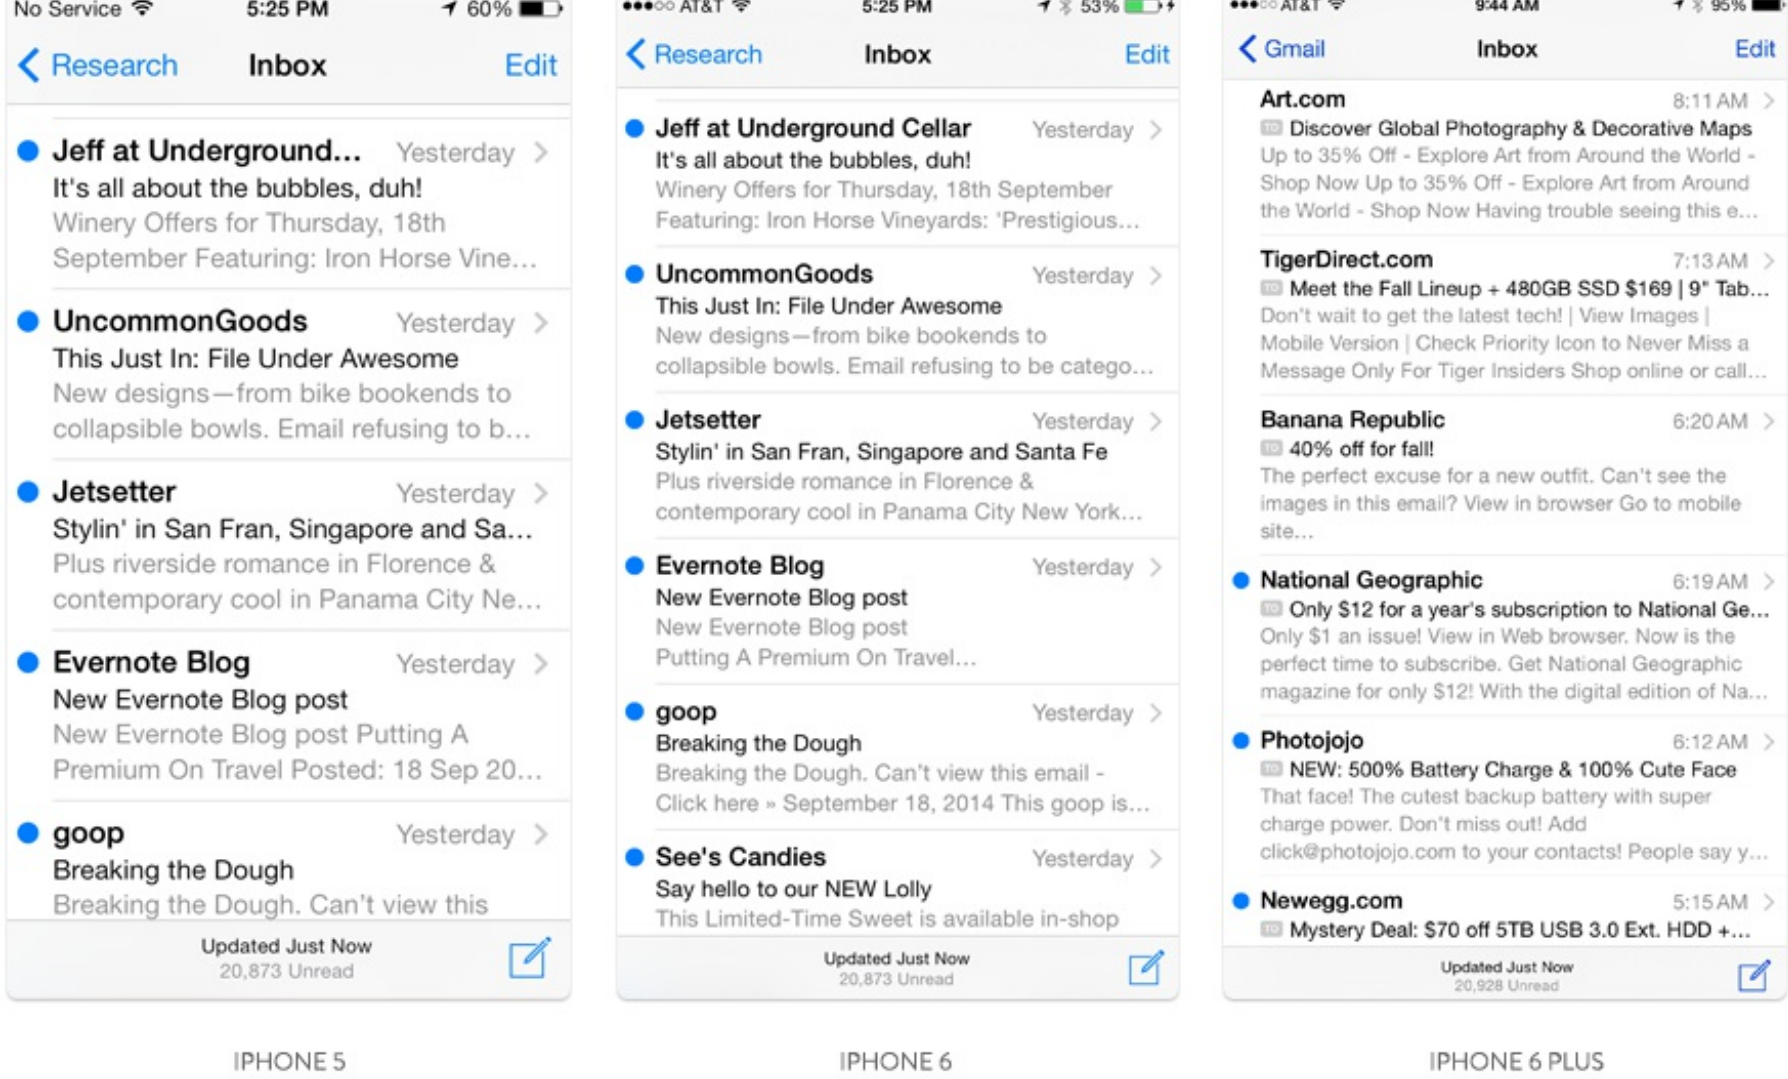 No Service 5:25 PM 60%
Research Inbox Edit
Jeff at Underground... Yesterday
It's all about the bubbles, duh!
Winery Offers for Thursday, 18th
September Featuring: Iron Horse Vine...
UncommonGoods Yesterday
This Just In: File Under Awesome
New designs—from bike bookends to
collapsible bowls. Email refusing to b...
Jetsetter Yesterday
Stylin' in San Fran, Singapore and Sa...
Plus riverside romance in Florence &
contemporary cool in Panama City Ne...
Evernote Blog Yesterday
New Evernote Blog post
New Evernote Blog post Putting A
Premium On Travel Posted: 18 Sep 20...
goop Yesterday
Breaking the Dough
Breaking the Dough. Can't view this
Updated Just Now
20,873 Unread
IPHONE 5
AT&T 5:25 PM 53%
Research Inbox Edit
Jeff at Underground Cellar Yesterday
It's all about the bubbles, duh!
Winery Offers for Thursday, 18th September
Featuring: Iron Horse Vineyards: 'Prestigious...
UncommonGoods Yesterday
This Just In: File Under Awesome
New designs—from bike bookends to
collapsible bowls. Email refusing to be catego...
Jetsetter Yesterday
Stylin' in San Fran, Singapore and Santa Fe
Plus riverside romance in Florence &
contemporary cool in Panama City New York...
Evernote Blog Yesterday
New Evernote Blog post
New Evernote Blog post
Putting A Premium On Travel...
goop Yesterday
Breaking the Dough
Breaking the Dough. Can't view this email -
Click here » September 18, 2014 This goop is...
See's Candies Yesterday
Say hello to our NEW Lolly
This Limited-Time Sweet is available in-shop
Updated Just Now
20,873 Unread
IPHONE 6
AT&T 9:44 AM 95%
Gmail Inbox Edit
Art.com 8:11 AM
TO Discover Global Photography & Decorative Maps
Up to 35% Off - Explore Art from Around the World -
Shop Now Up to 35% Off - Explore Art from Around
the World - Shop Now Having trouble seeing this e...
TigerDirect.com 7:13 AM
TO Meet the Fall Lineup + 480GB SSD $169 | 9" Tab...
Don't wait to get the latest tech! | View Images |
Mobile Version | Check Priority Icon to Never Miss a
Message Only For Tiger Insiders Shop online or call...
Banana Republic 6:20 AM
TO 40% off for fall!
The perfect excuse for a new outfit. Can't see the
images in this email? View in browser Go to mobile
site...
National Geographic 6:19 AM
TO Only $12 for a year's subscription to National Ge...
Only $1 an issue! View in Web browser. Now is the
perfect time to subscribe. Get National Geographic
magazine for only $12! With the digital edition of Na...
Photojojo 6:12 AM
TO NEW: 500% Battery Charge & 100% Cute Face
That face! The cutest backup battery with super
charge power. Don't miss out! Add
click@photojojo.com to your contacts! People say y...
Newegg.com 5:15 AM
TO Mystery Deal: $70 off 5TB USB 3.0 Ext. HDD +...
Updated Just Now
20,928 Unread
IPHONE 6 PLUS